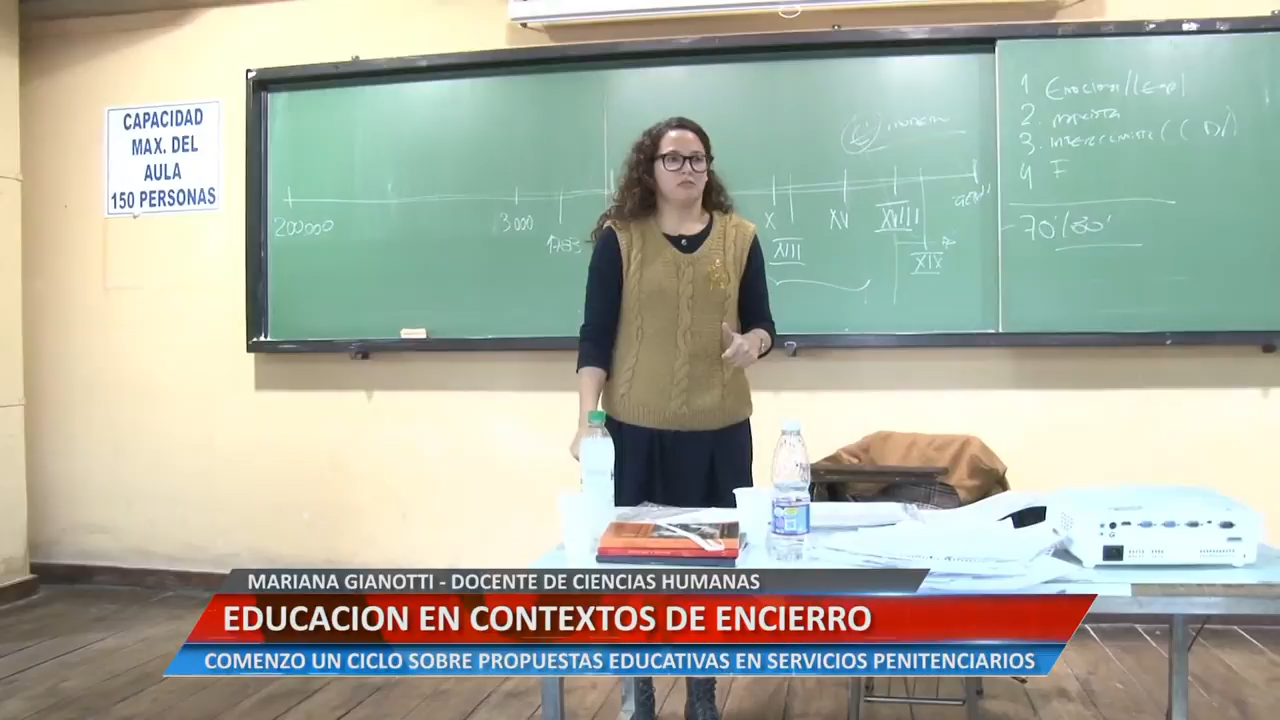 CAPACIDAD
MAX. DEL
AULA
150 PERSONAS
200000
3000
X
XIII
XV
XVIII
XIX
1
2.
3.
4 F
70'/80'
MARIANA GIANOTTI - DOCENTE DE CIENCIAS HUMANAS
EDUCACION EN CONTEXTOS DE ENCIERRO
COMENZO UN CICLO SOBRE PROPUESTAS EDUCATIVAS EN SERVICIOS PENITENCIARIOS